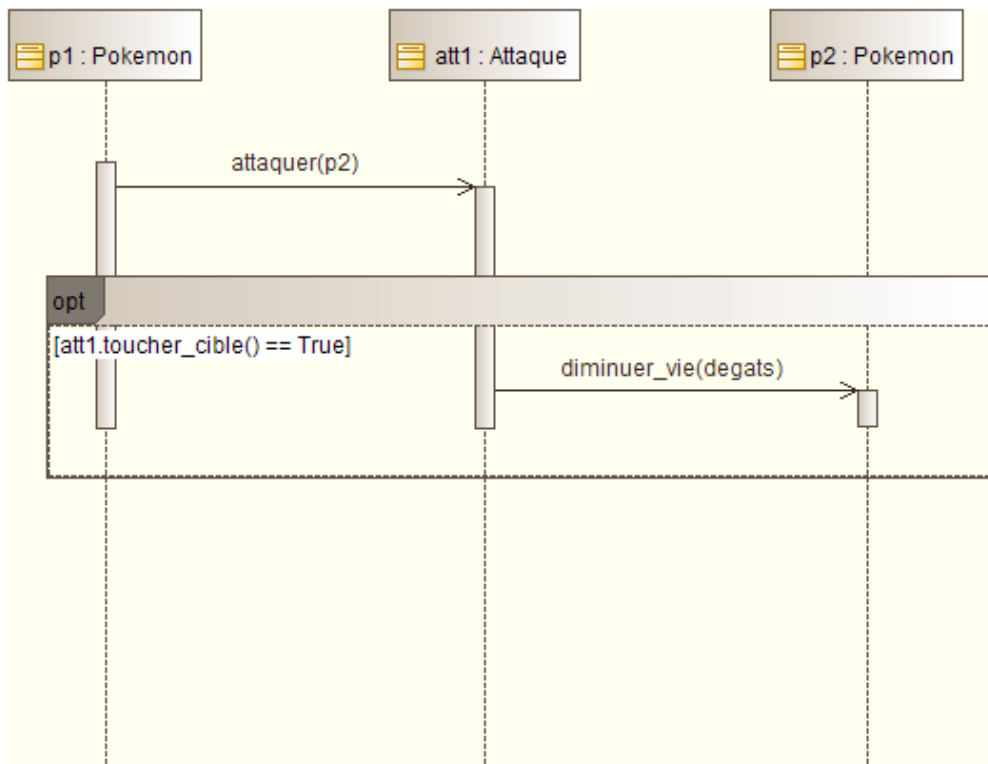 p1 : Pokemon
att1 : Attaque
p2 : Pokemon
attaquer(p2)
opt
[att1.toucher_cible() == True]
diminuer_vie(degats)